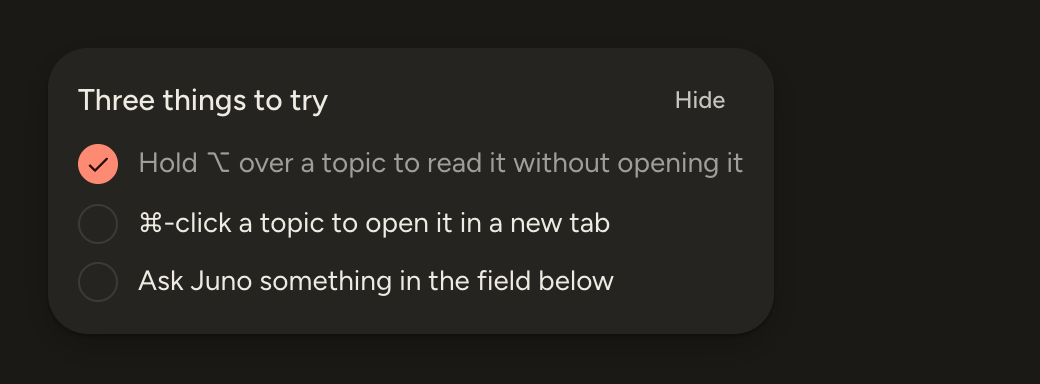 Three things to try
Hide
Hold ⌥ over a topic to read it without opening it
⌘-click a topic to open it in a new tab
Ask Juno something in the field below